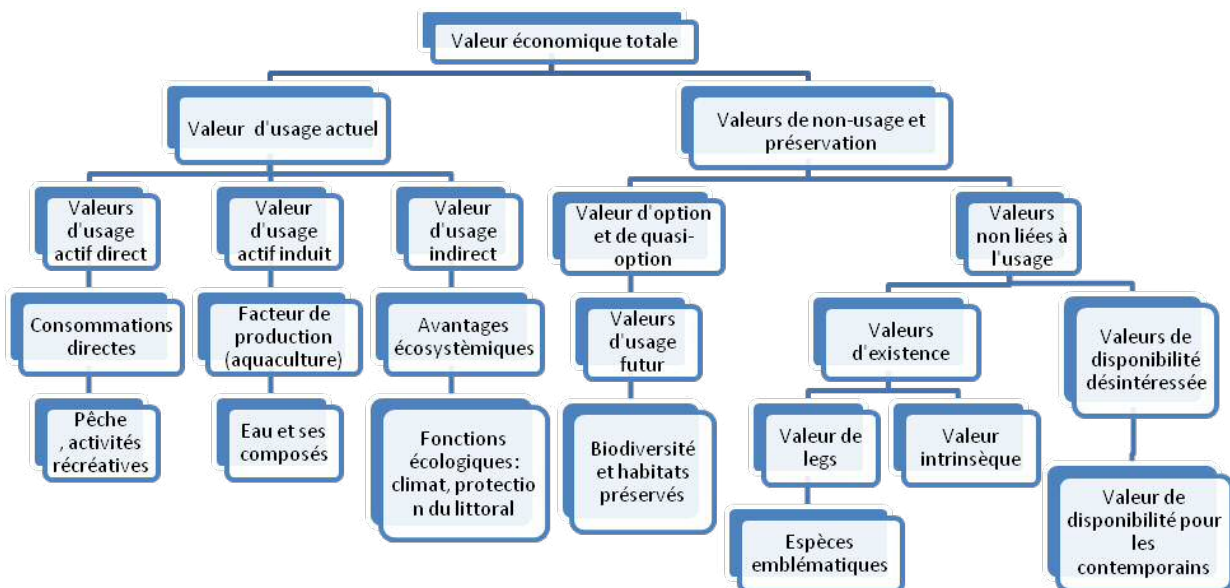 Valeur économique totale
Valeur d'usage actuel
Valeurs de non-usage et
préservation
Valeurs
d'usage
actif direct
Valeur
d'usage
actif induit
Valeur
d'usage
indirect
Valeur d'option
et de quasi-
option
Valeurs
non liées à
l'usage
Consommations
directes
Facteur de
production
(aquaculture)
Avantages
écosystèmiques
Valeurs
d'usage
futur
Valeurs
d'existence
Valeurs de
disponibilité
désintéressée
Pêche
, activités
récréatives
Eau et ses
composés
Fonctions
écologiques:
climat, protectio
n du littoral
Biodiversité
et habitats
préservés
Valeur de
legs
Valeur
intrinsèque
Espèces
emblématiques
Valeur de
disponibilité pour
les
contemporains